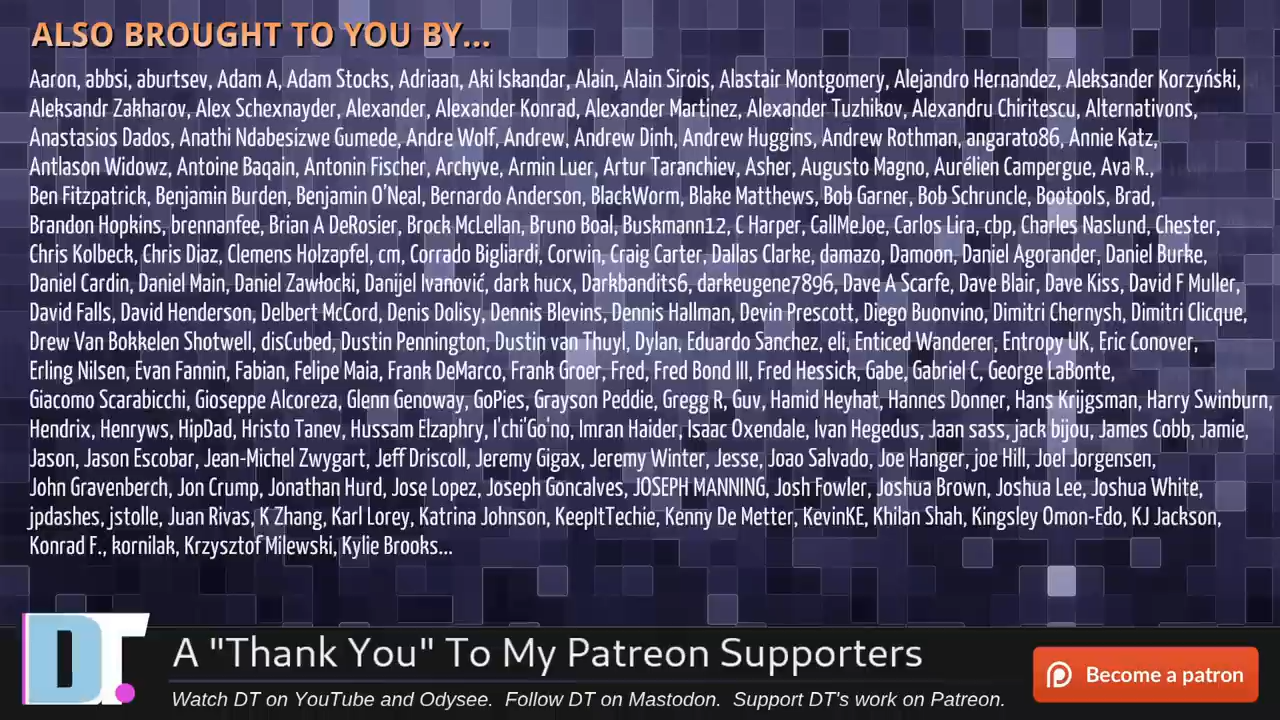 ALSO BROUGHT TO YOU BY...
Aaron, abbsi, aburtsev, Adam A, Adam Stocks, Adriaan, Aki Iskandar, Alain, Alain Sirois, Alastair Montgomery, Alejandro Hernandez, Aleksander Korzyński,
Aleksandr Zakharov, Alex Schexnayder, Alexander, Alexander Konrad, Alexander Martinez, Alexander Tuzhikov, Alexandru Chiritescu, Alternativons,
Anastasios Dados, Anathi Ndabesizwe Gumede, Andre Wolf, Andrew, Andrew Dinh, Andrew Huggins, Andrew Rothman, angarato86, Annie Katz,
Antlason Widowz, Antoine Baqain, Antonin Fischer, Archyve, Armin Luer, Artur Taranchiev, Asher, Augusto Magno, Aurélien Campergue, Ava R.,
Ben Fitzpatrick, Benjamin Burden, Benjamin O'Neal, Bernardo Anderson, BlackWorm, Blake Matthews, Bob Garner, Bob Schruncle, Bootools, Brad,
Brandon Hopkins, brennanfee, Brian A DeRosier, Brock McLellan, Bruno Boal, Buskmann12, C Harper, CallMeJoe, Carlos Lira, cbp, Charles Naslund, Chester,
Chris Kolbeck, Chris Diaz, Clemens Holzapfel, cm, Corrado Bigliardi, Corwin, Craig Carter, Dallas Clarke, damazo, Damoon, Daniel Agorander, Daniel Burke,
Daniel Cardin, Daniel Main, Daniel Zawłocki, Danijel Ivanović, dark hucx, Darkbandits6, darkeugene7896, Dave A Scarfe, Dave Blair, Dave Kiss, David F Muller,
David Falls, David Henderson, Delbert McCord, Denis Dolisy, Dennis Blevins, Dennis Hallman, Devin Prescott, Diego Buonvino, Dimitri Chernysh, Dimitri Clicque,
Drew Van Bokkelen Shotwell, disCubed, Dustin Pennington, Dustin van Thuyl, Dylan, Eduardo Sanchez, eli, Enticed Wanderer, Entropy UK, Eric Conover,
Erling Nilsen, Evan Fannin, Fabian, Felipe Maia, Frank DeMarco, Frank Groer, Fred, Fred Bond III, Fred Hessick, Gabe, Gabriel C, George LaBonte,
Giacomo Scarabicchi, Gioseppe Alcoreza, Glenn Genoway, GoPies, Grayson Peddie, Gregg R, Guv, Hamid Heyhat, Hannes Donner, Hans Krijgsman, Harry Swinburn,
Hendrix, Henryws, HipDad, Hristo Tanev, Hussam Elzaphry, I'chi'Go'no, Imran Haider, Isaac Oxendale, Ivan Hegedus, Jaan sass, jack bijou, James Cobb, Jamie,
Jason, Jason Escobar, Jean-Michel Zwygart, Jeff Driscoll, Jeremy Gigax, Jeremy Winter, Jesse, Joao Salvado, Joe Hanger, joe Hill, Joel Jorgensen,
John Gravenberch, Jon Crump, Jonathan Hurd, Jose Lopez, Joseph Goncalves, JOSEPH MANNING, Josh Fowler, Joshua Brown, Joshua Lee, Joshua White,
jpdashes, jstolle, Juan Rivas, K Zhang, Karl Lorey, Katrina Johnson, KeepItTechie, Kenny De Metter, KevinKE, Khilan Shah, Kingsley Omon-Edo, KJ Jackson,
Konrad F., kornilak, Krzysztof Milewski, Kylie Brooks...
DT.
A "Thank You" To My Patreon Supporters
Watch DT on YouTube and Odysee. Follow DT on Mastodon. Support DT's work on Patreon.
Become a patron